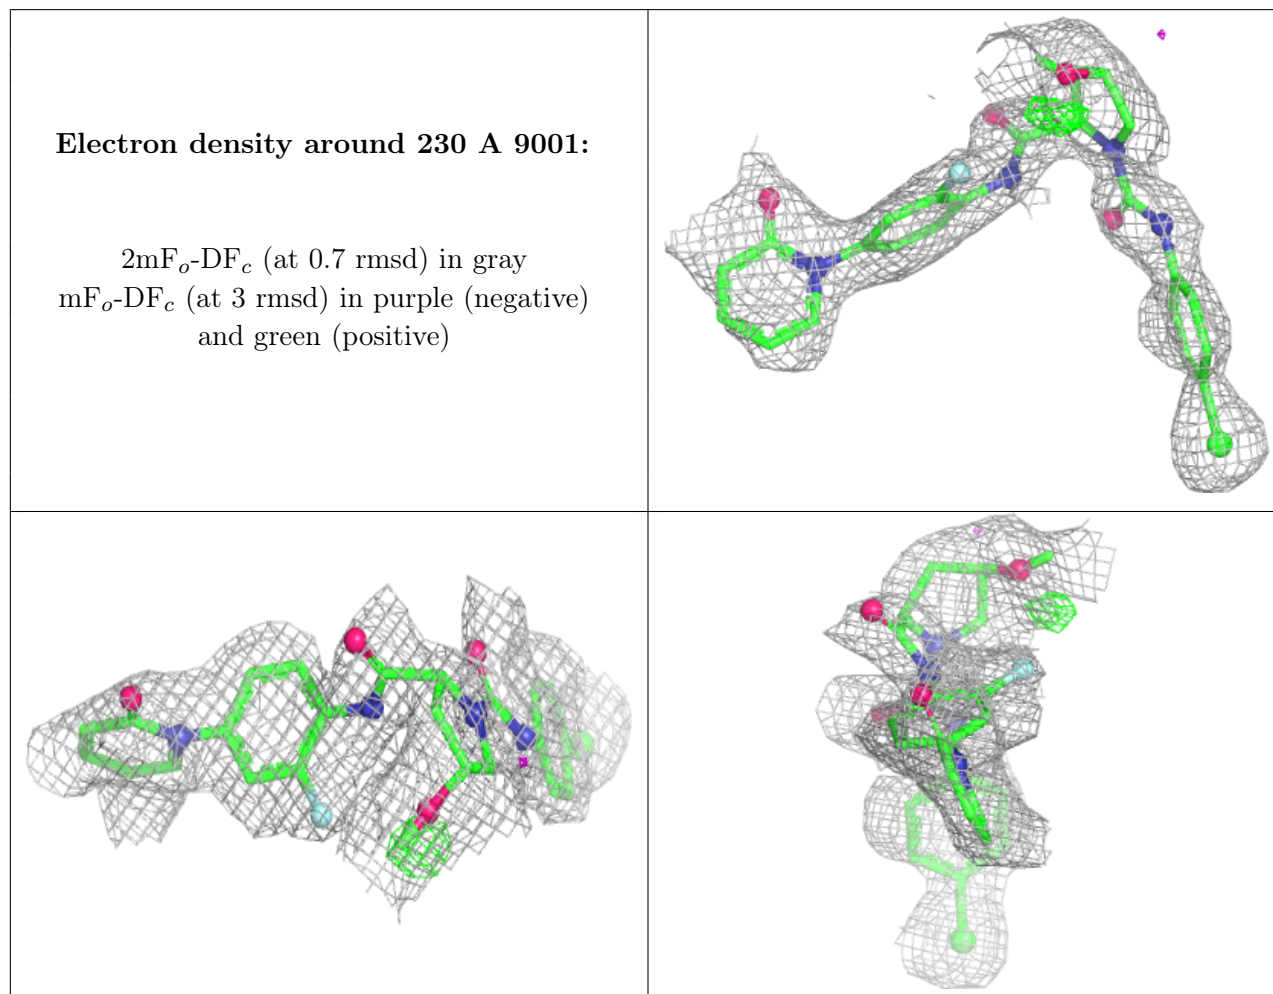 Electron density around 230 A 9001:
2mFo-DFc (at 0.7 rmsd) in gray
mFo-DFc (at 3 rmsd) in purple (negative)
and green (positive)